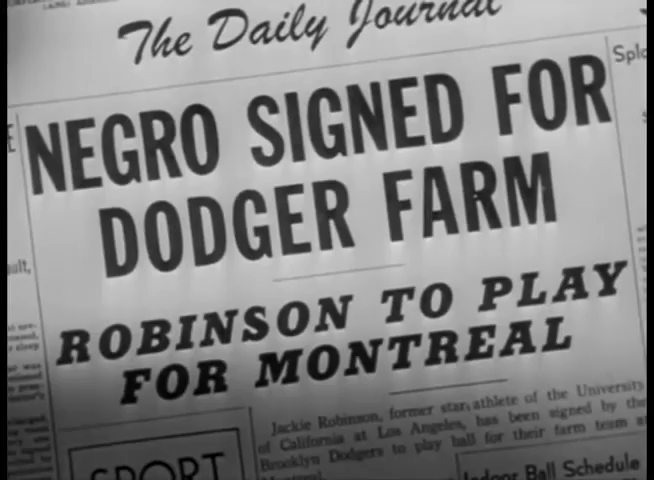 The Daily Journal
NEGRO SIGNED FOR
DODGER FARM
ROBINSON TO PLAY
FOR MONTREAL
Jackie Robinson, former star athlete of the University
of California at Los Angeles, has been signed by the
Brooklyn Dodgers to play ball for their farm team
Montreal
SPORT
Indoor Ball Schedule